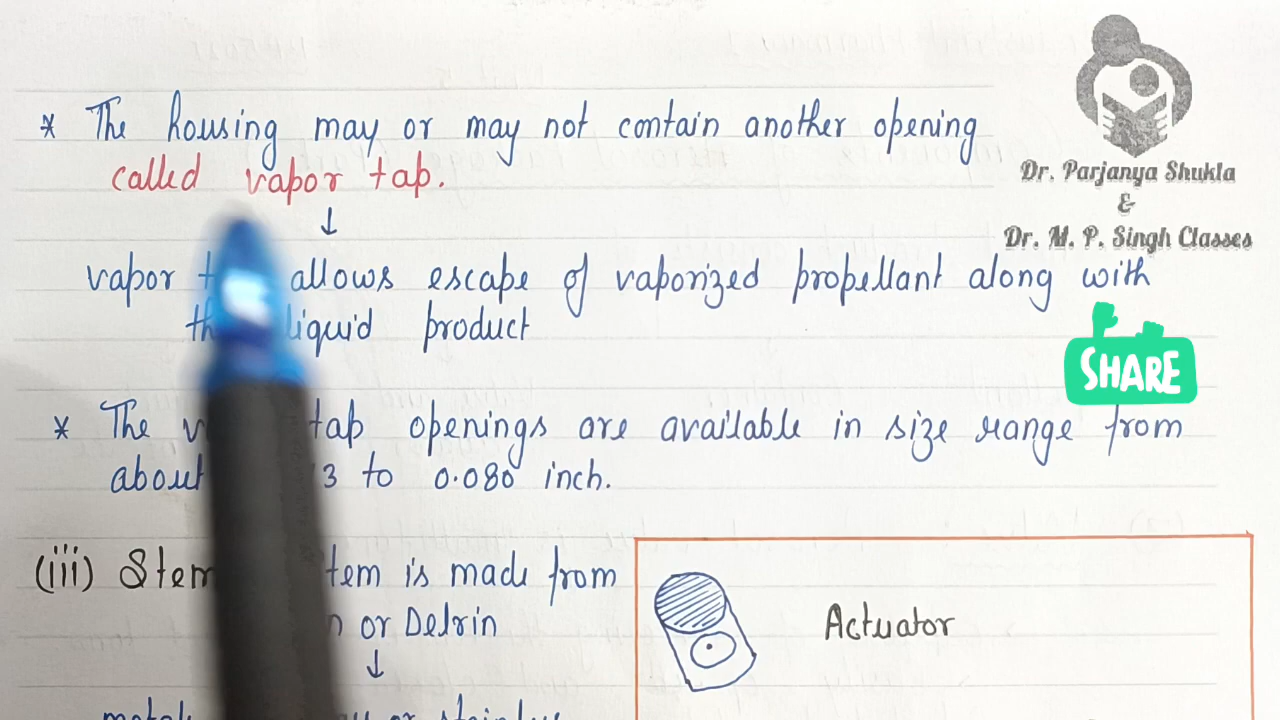 * The housing may or may not contain another opening
called vapor tap.
↓
vapor allows escape of vaporized propellant along with
liquid product
* The tap openings are available in size range from
about 3 to 0.080 inch.
(iii) Stem is made from
or Delrin
↓
or
Actuator
Dr. Parjanya Shukla
&
Dr. M. P. Singh Classes
SHARE